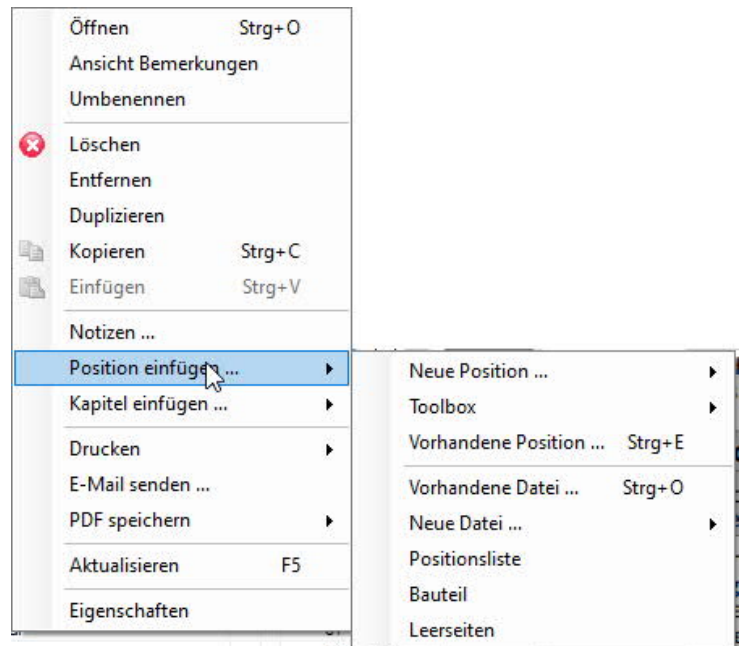 Öffnen Strg+O
Ansicht Bemerkungen
Umbenennen
Löschen
Entfernen
Duplizieren
Kopieren Strg+C
Einfügen Strg+V
Notizen ...
Position einfügen ...
Kapitel einfügen ...
Drucken
E-Mail senden ...
PDF speichern
Aktualisieren F5
Eigenschaften
Neue Position ...
Toolbox
Vorhandene Position ... Strg+E
Vorhandene Datei ... Strg+O
Neue Datei ...
Positionsliste
Bauteil
Leerseiten